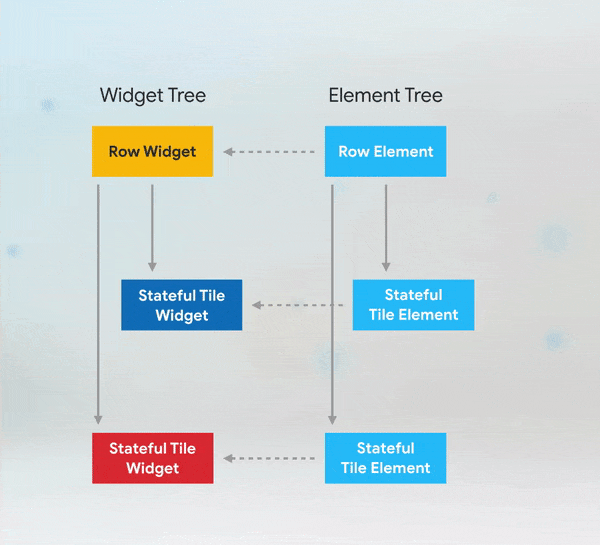 Widget Tree
Element Tree
Row Widget
Row Element
Stateful Tile
Widget
Stateful
Tile Element
Stateful Tile
Widget
Stateful
Tile Element